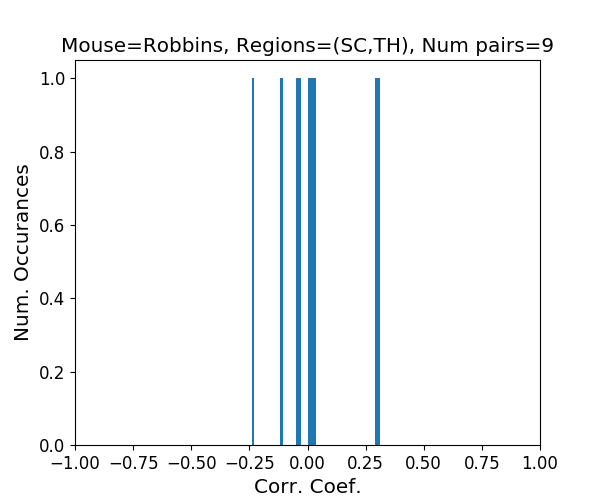 Mouse=Robbins, Regions=(SC,TH), Num pairs=9
1.0
0.8
0.6
0.4
0.2
0.0
Num. Occurances
−1.00 −0.75 −0.50 −0.25 0.00 0.25 0.50 0.75 1.00
Corr. Coef.